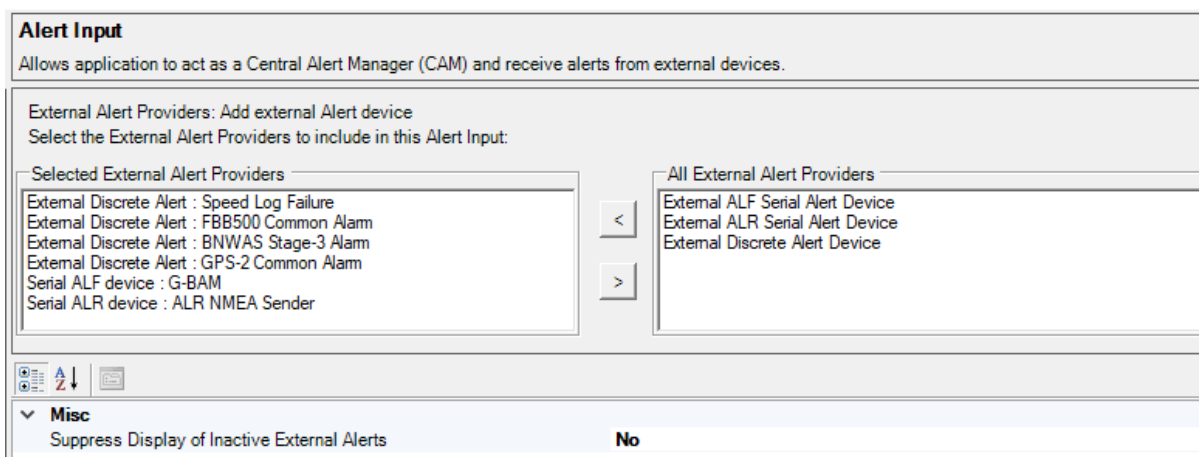 Alert Input
Allows application to act as a Central Alert Manager (CAM) and receive alerts from external devices.
External Alert Providers: Add external Alert device
Select the External Alert Providers to include in this Alert Input:
Selected External Alert Providers
External Discrete Alert : Speed Log Failure
External Discrete Alert : FBB500 Common Alarm
External Discrete Alert : BNWAS Stage-3 Alarm
External Discrete Alert : GPS-2 Common Alarm
Serial ALF device : G-BAM
Serial ALR device : ALR NMEA Sender
<
>
All External Alert Providers
External ALF Serial Alert Device
External ALR Serial Alert Device
External Discrete Alert Device
A
Z
Misc
Suppress Display of Inactive External Alerts No